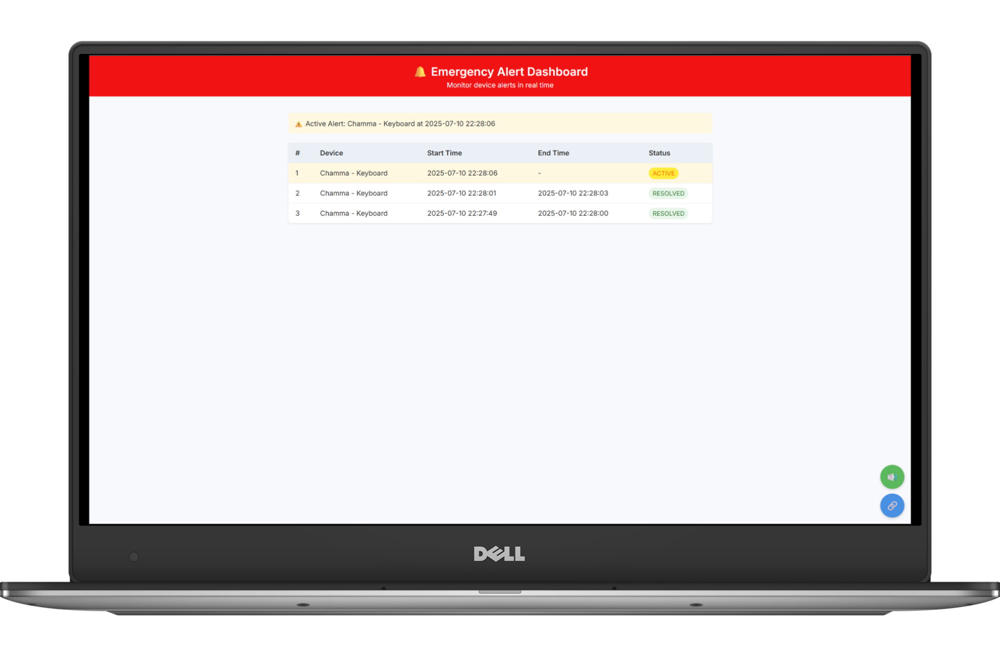 🔔 Emergency Alert Dashboard
Monitor device alerts in real time
⚠️ Active Alert: Chamma - Keyboard at 2025-07-10 22:28:06
# Device Start Time End Time Status
1 Chamma - Keyboard 2025-07-10 22:28:06 - ACTIVE
2 Chamma - Keyboard 2025-07-10 22:28:01 2025-07-10 22:28:03 RESOLVED
3 Chamma - Keyboard 2025-07-10 22:27:49 2025-07-10 22:28:00 RESOLVED
DELL